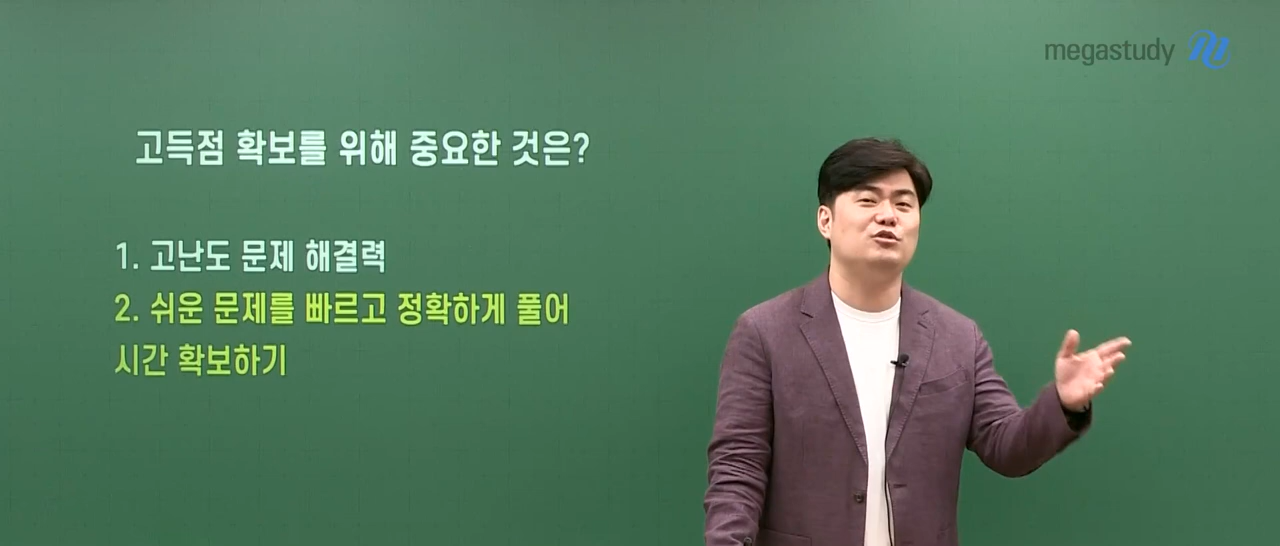 megastudy
고득점 확보를 위해 중요한 것은?
1. 고난도 문제 해결력
2. 쉬운 문제를 빠르고 정확하게 풀어
시간 확보하기